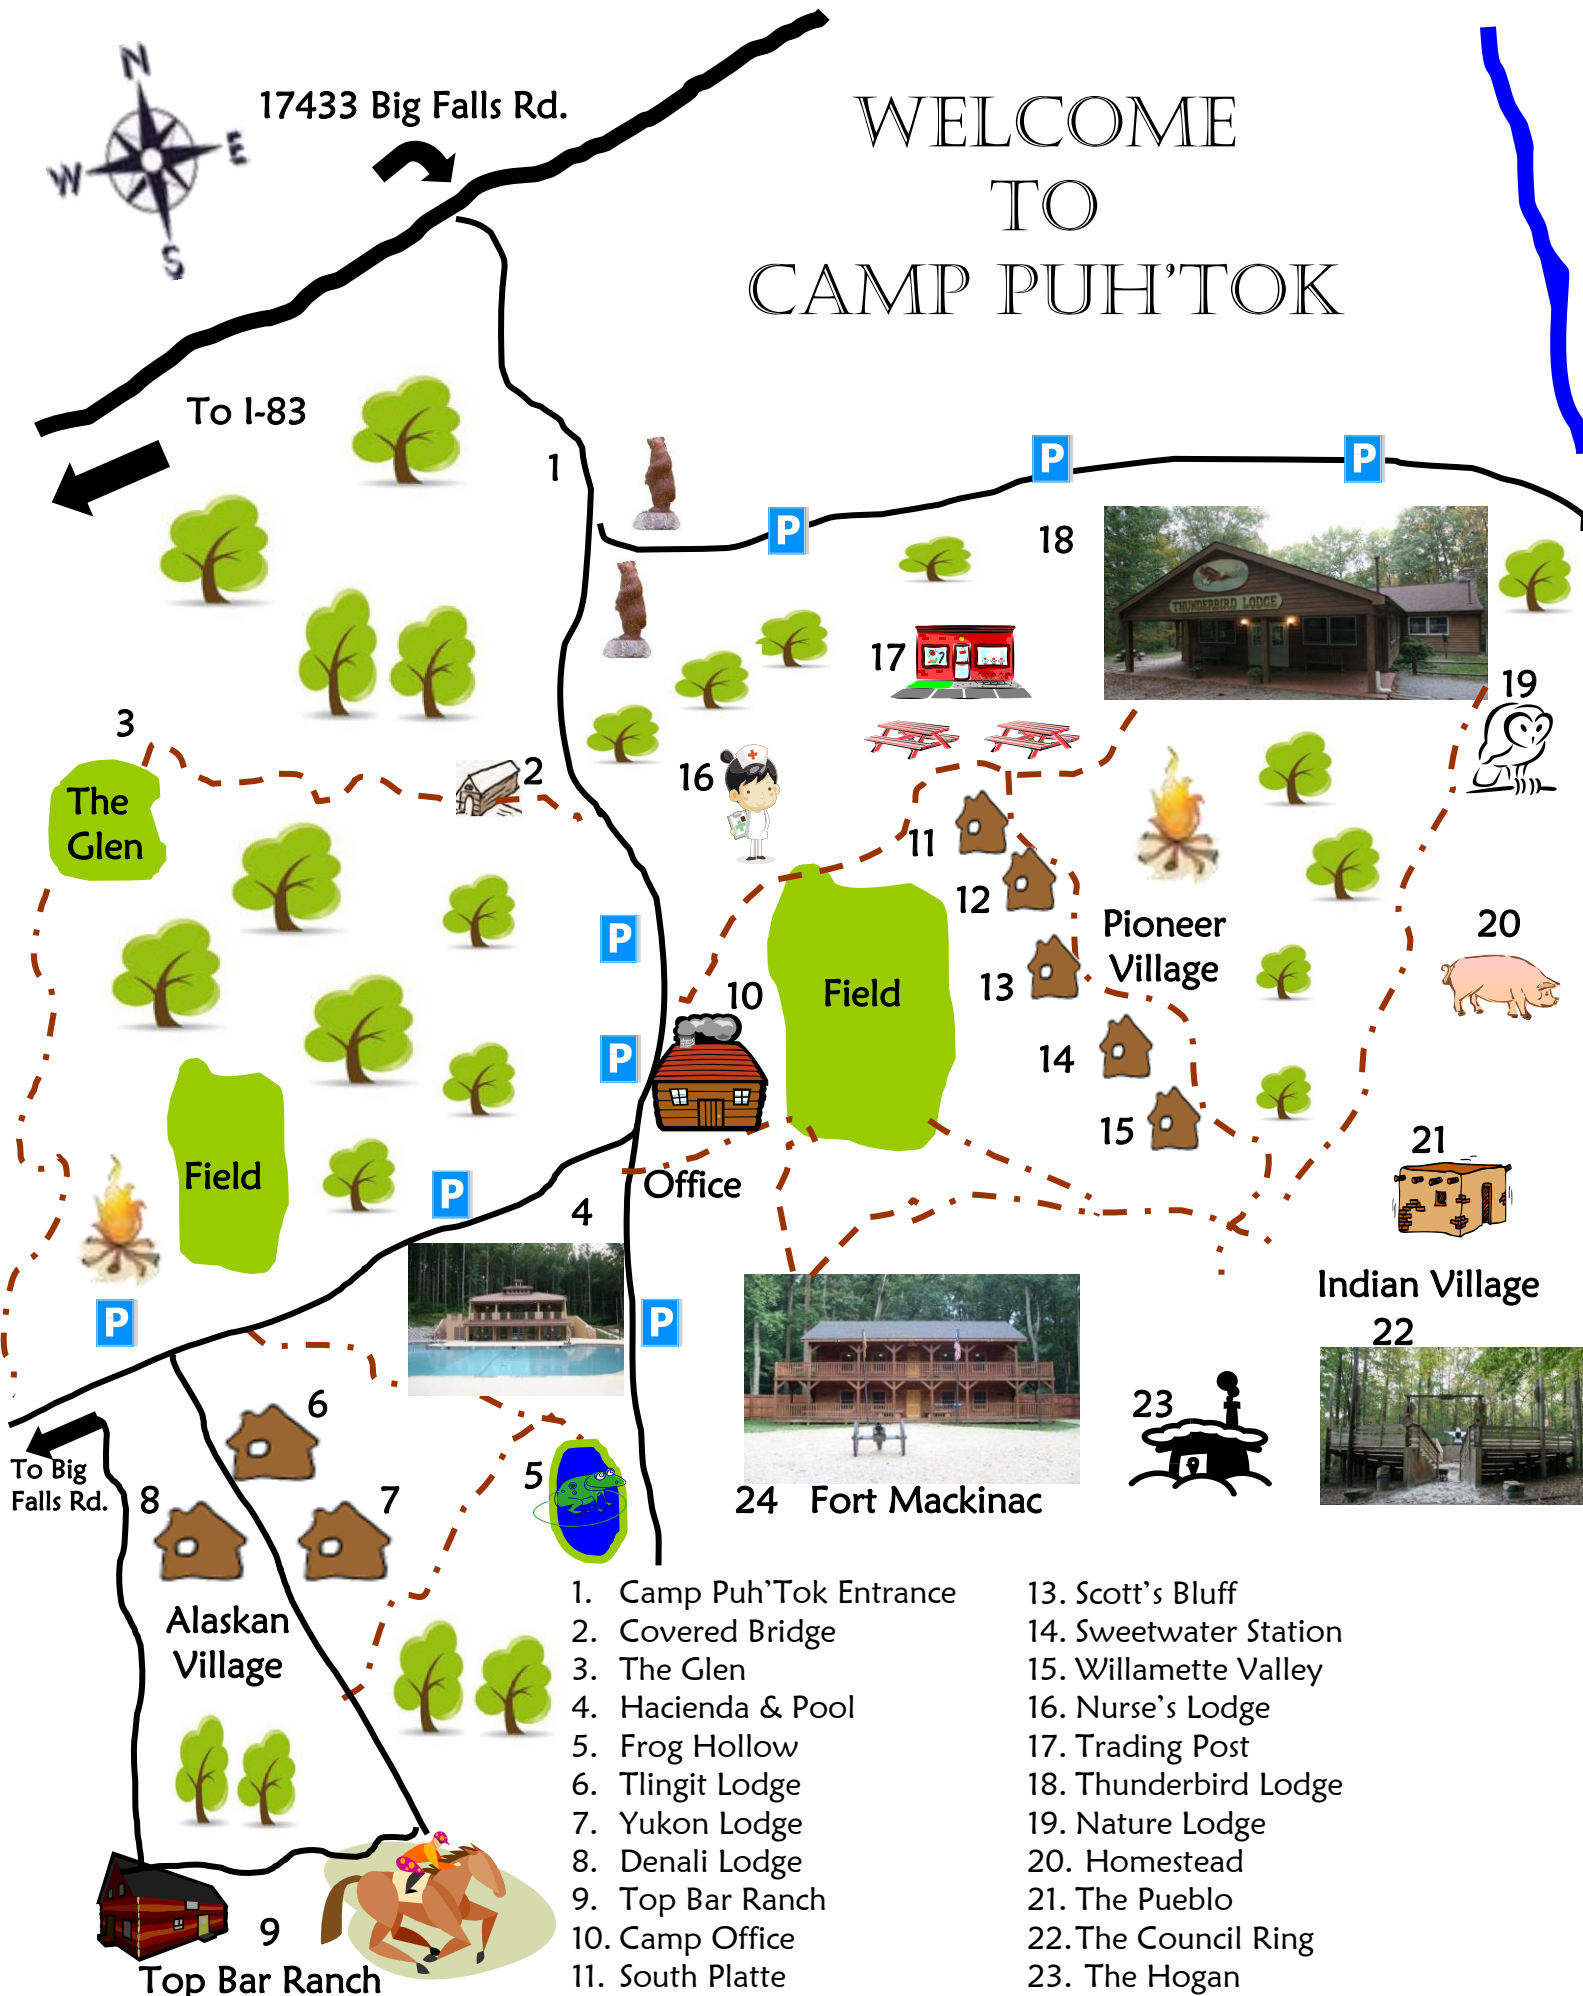 N
17433 Big Falls Rd.
W
E
S
WELCOME
TO
CAMP PUH'TOK
To I-83
1
P
P
P
18
THUNDERBIRD LODGE
17
19
3
2
16
The
Glen
11
12
Pioneer
Village
20
P
13
10
Field
14
P
15
21
Field
P
4
Office
Indian Village
22
P
P
6
23
5
To Big
Falls Rd.
8
7
24 Fort Mackinac
Alaskan
Village
9
Top Bar Ranch
1. Camp Puh'Tok Entrance
2. Covered Bridge
3. The Glen
4. Hacienda & Pool
5. Frog Hollow
6. Tlingit Lodge
7. Yukon Lodge
8. Denali Lodge
9. Top Bar Ranch
10. Camp Office
11. South Platte
13. Scott's Bluff
14. Sweetwater Station
15. Willamette Valley
16. Nurse's Lodge
17. Trading Post
18. Thunderbird Lodge
19. Nature Lodge
20. Homestead
21. The Pueblo
22. The Council Ring
23. The Hogan